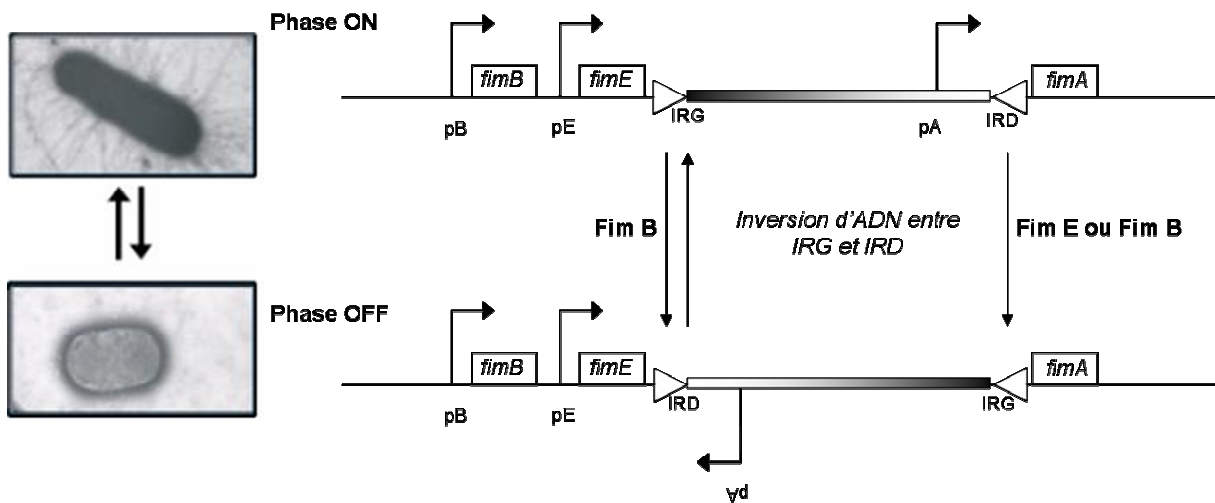 Phase ON
fimB fimE fimA
pB pE IRG pA IRD
Fim B
Inversion d'ADN entre
IRG et IRD
Fim E ou Fim B
Phase OFF
fimB fimE fimA
pB pE IRD IRG
pA